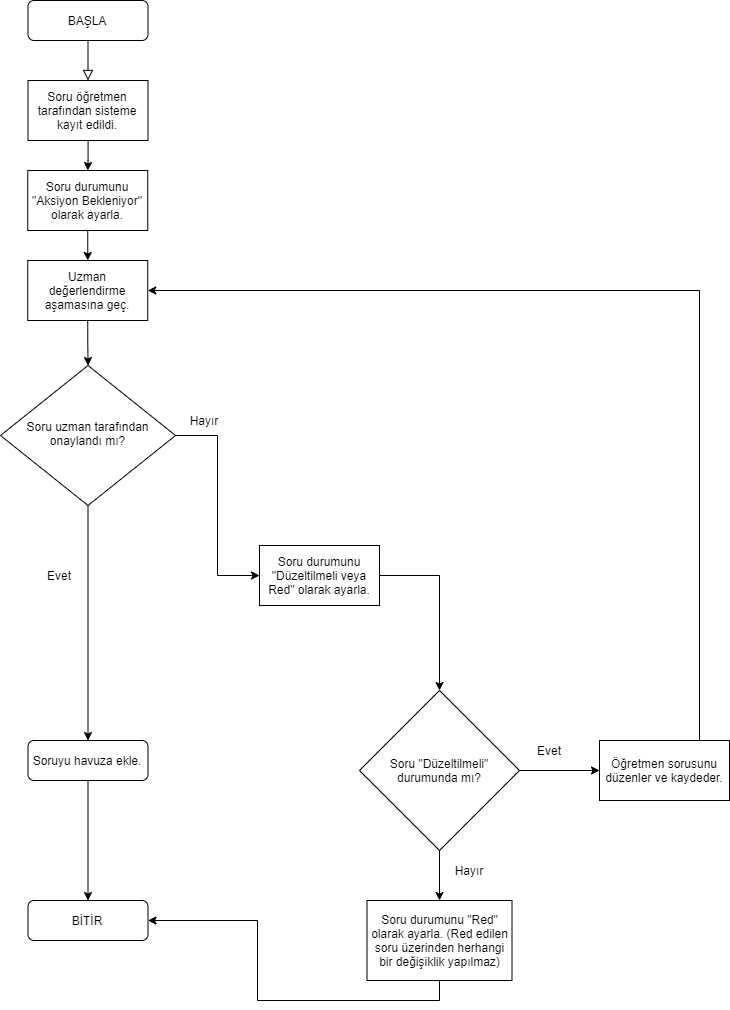 BAŞLA
Soru öğretmen
tarafından sisteme
kayıt edildi.
Soru durumunu
"Aksiyon Bekleniyor"
olarak ayarla.
Uzman
değerlendirme
aşamasına geç.
Soru uzman tarafından
onaylandı mı?
Hayır
Evet
Soru durumunu
"Düzeltilmeli veya
Red" olarak ayarla.
Soru "Düzeltilmeli"
durumunda mı?
Evet
Öğretmen sorusunu
düzenler ve kaydeder.
Soruyu havuza ekle.
Hayır
Soru durumunu "Red"
olarak ayarla. (Red edilen
soru üzerinden herhangi
bir değişiklik yapılmaz)
BİTİR